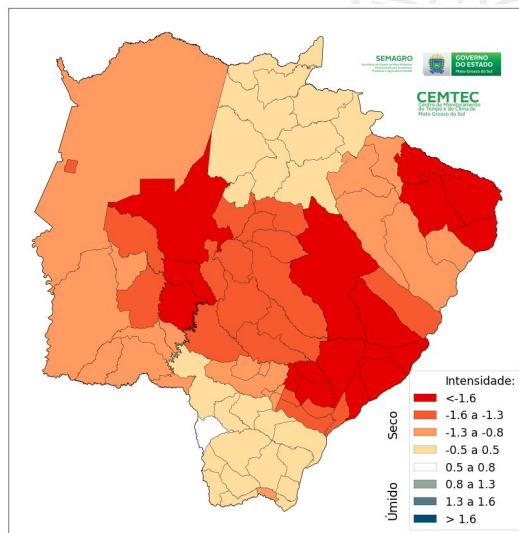 SEMAGRO
GOVERNO
DO ESTADO
Mato Grosso do Sul
CEMTEC
Centro de Monitoramento
do Tempo e do Clima de
Mato Grosso do Sul
Intensidade:
Seco
<-1.6
-1.6 a -1.3
-1.3 a -0.8
-0.5 a 0.5
0.5 a 0.8
Úmido
0.8 a 1.3
1.3 a 1.6
> 1.6